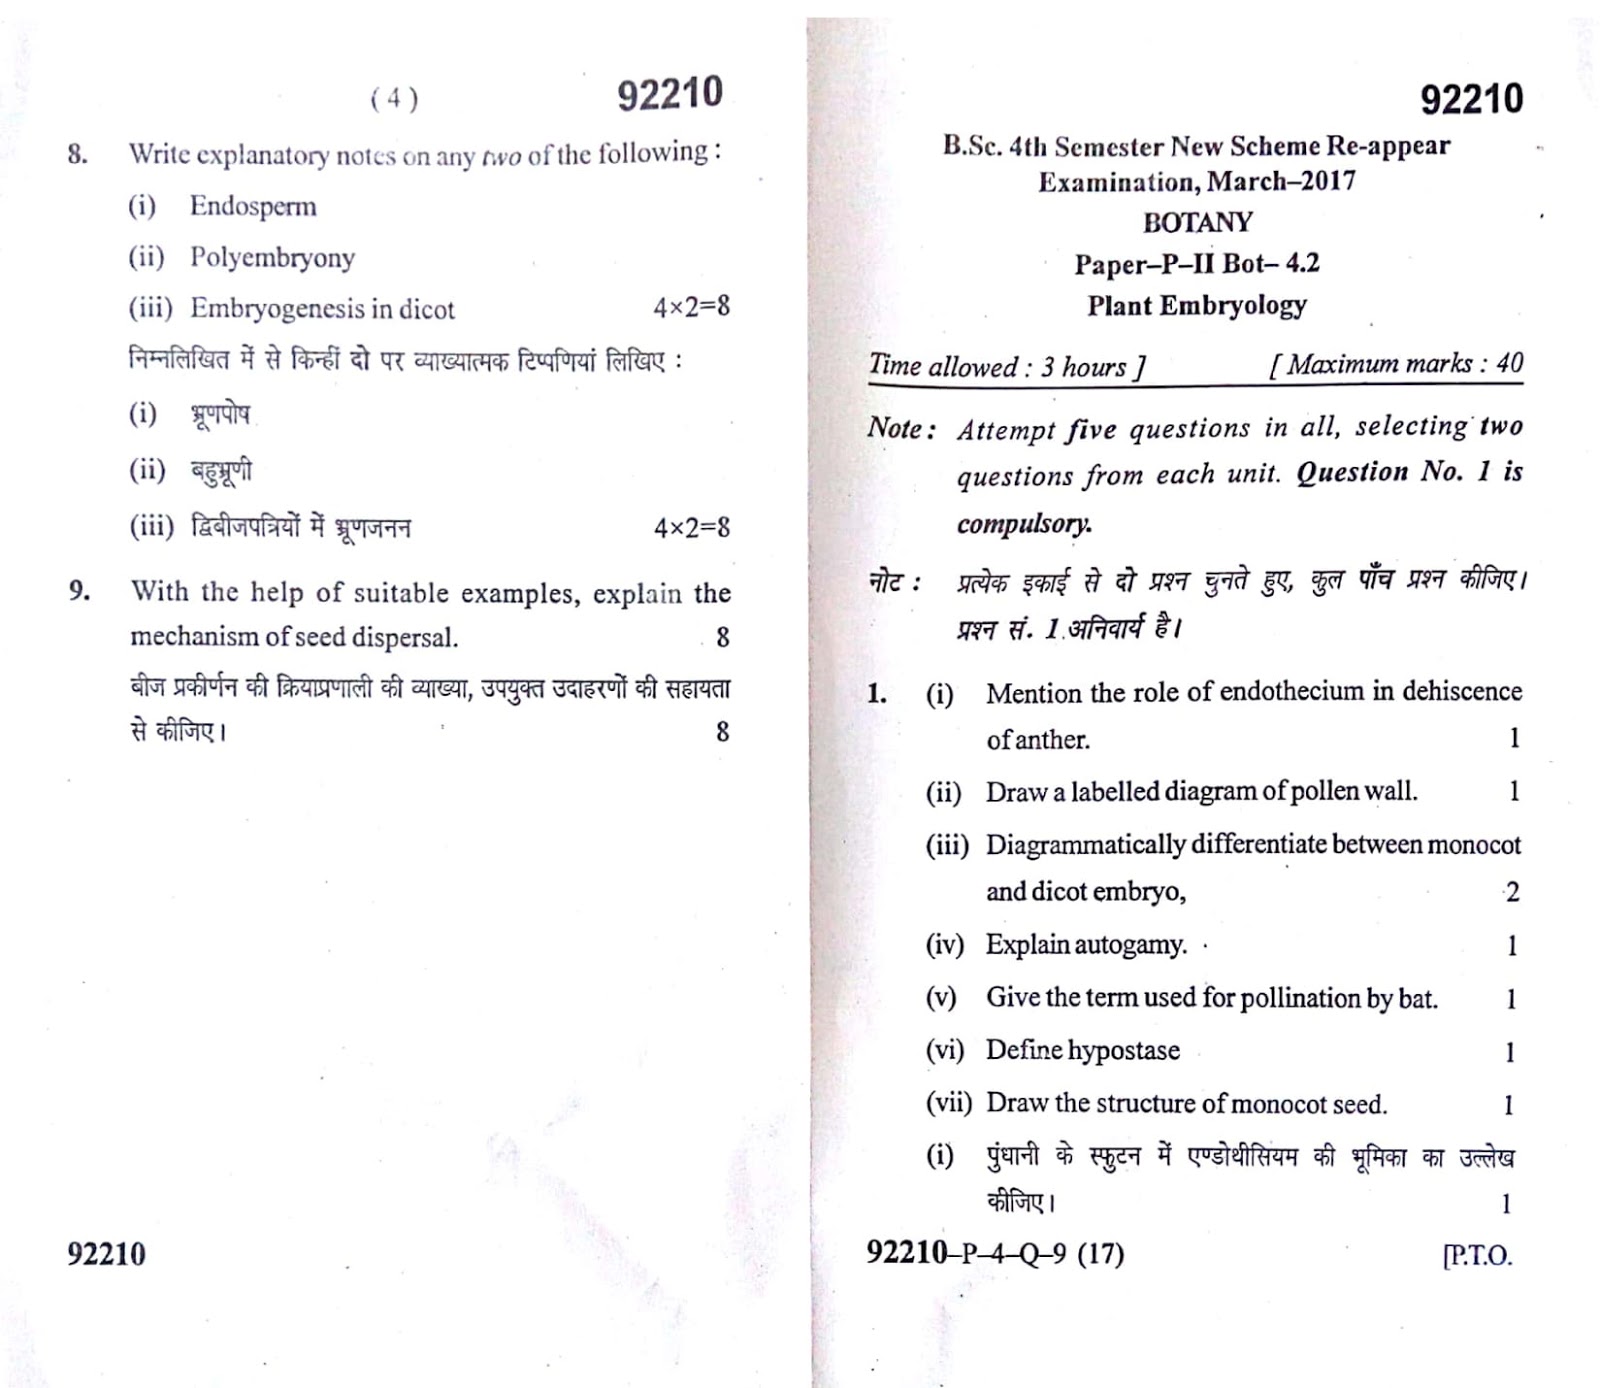 ( 4 ) 92210
8. Write explanatory notes on any two of the following :
(i) Endosperm
(ii) Polyembryony
(iii) Embryogenesis in dicot 4×2=8
निम्नलिखित में से किन्हीं दो पर व्याख्यात्मक टिप्पणियां लिखिए :
(i) भ्रूणपोष
(ii) बहुभ्रूणी
(iii) द्विबीजपत्रियों में भ्रूणजनन 4×2=8
9. With the help of suitable examples, explain the
mechanism of seed dispersal. 8
बीज प्रकीर्णन की क्रियाप्रणाली की व्याख्या, उपयुक्त उदाहरणों की सहायता
से कीजिए। 8
92210
92210
B.Sc. 4th Semester New Scheme Re-appear
Examination, March–2017
BOTANY
Paper–P–II Bot– 4.2
Plant Embryology
Time allowed : 3 hours ] [ Maximum marks : 40
Note : Attempt five questions in all, selecting two
questions from each unit. Question No. 1 is
compulsory.
नोट : प्रत्येक इकाई से दो प्रश्न चुनते हुए, कुल पाँच प्रश्न कीजिए।
प्रश्न सं. 1 अनिवार्य है।
1. (i) Mention the role of endothecium in dehiscence
of anther. 1
(ii) Draw a labelled diagram of pollen wall. 1
(iii) Diagrammatically differentiate between monocot
and dicot embryo, 2
(iv) Explain autogamy. 1
(v) Give the term used for pollination by bat. 1
(vi) Define hypostase 1
(vii) Draw the structure of monocot seed. 1
(i) पुंधानी के स्फुटन में एण्डोथीसियम की भूमिका का उल्लेख
कीजिए। 1
92210–P–4–Q–9 (17) [P.T.O.